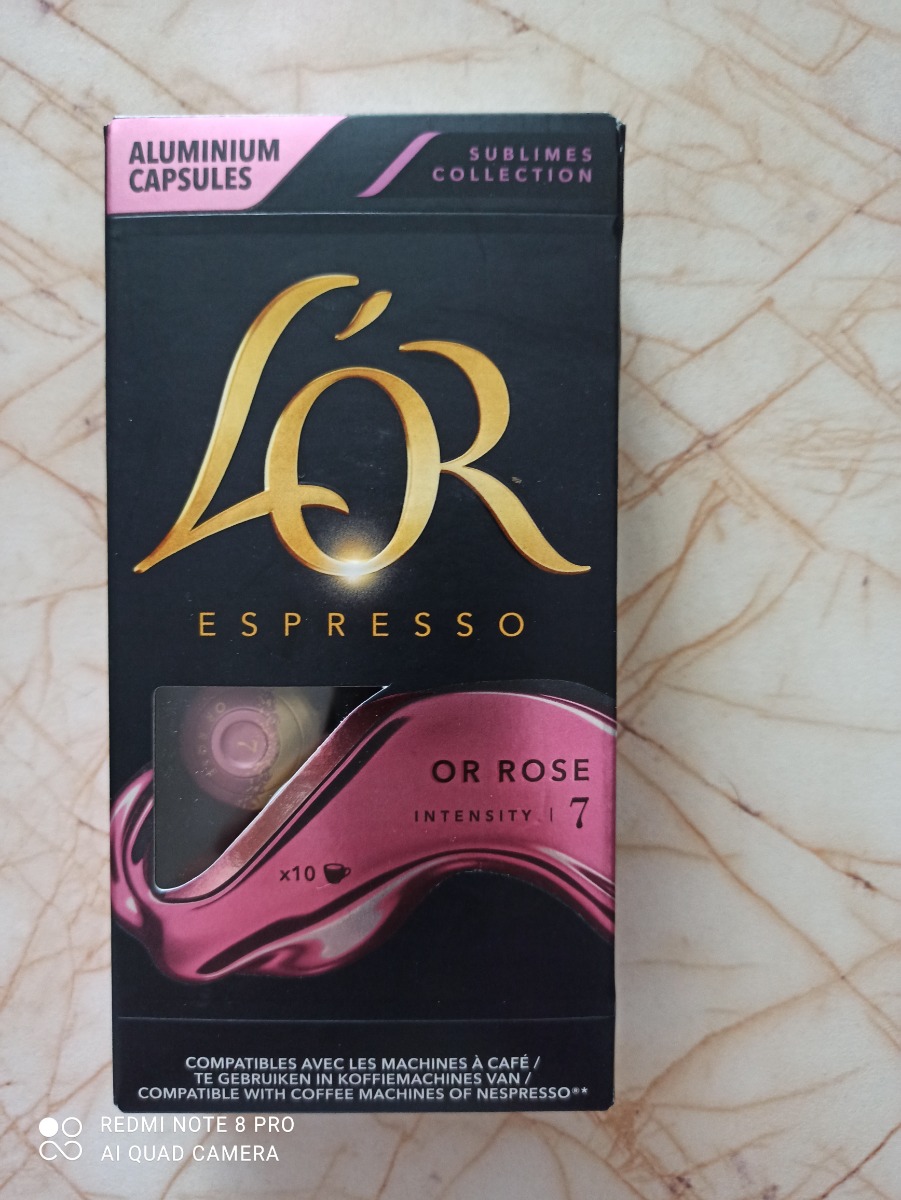 ALUMINIUM
CAPSULES
SUBLIMES
COLLECTION
L'OR
ESPRESSO
7
OR ROSE
INTENSITY | 7
x10
COMPATIBLES AVEC LES MACHINES À CAFÉ /
TE GEBRUIKEN IN KOFFIEMACHINES VAN /
COMPATIBLE WITH COFFEE MACHINES OF NESPRESSO®*
REDMI NOTE 8 PRO
AI QUAD CAMERA